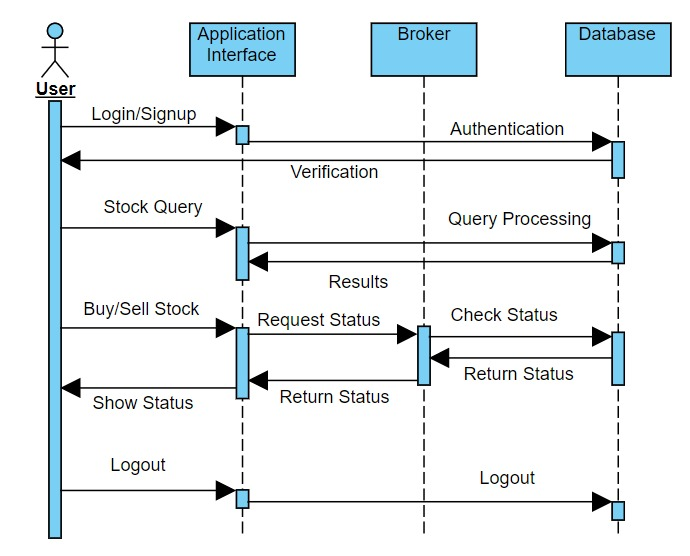 Application
Interface
Broker
Database
User
Login/Signup
Authentication
Verification
Stock Query
Query Processing
Results
Buy/Sell Stock
Request Status
Check Status
Return Status
Return Status
Show Status
Logout
Logout